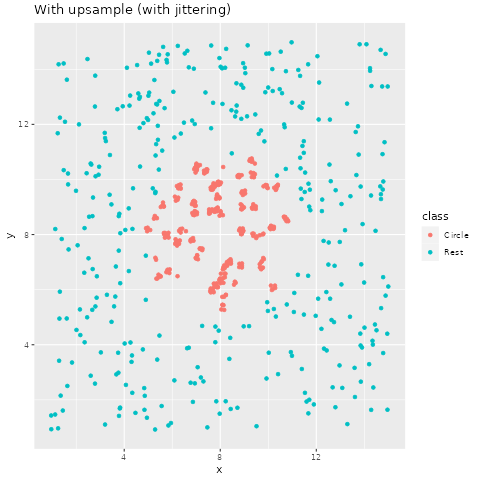 With upsample (with jittering)
12
8
4
y
4
8
12
x
class
Circle
Rest